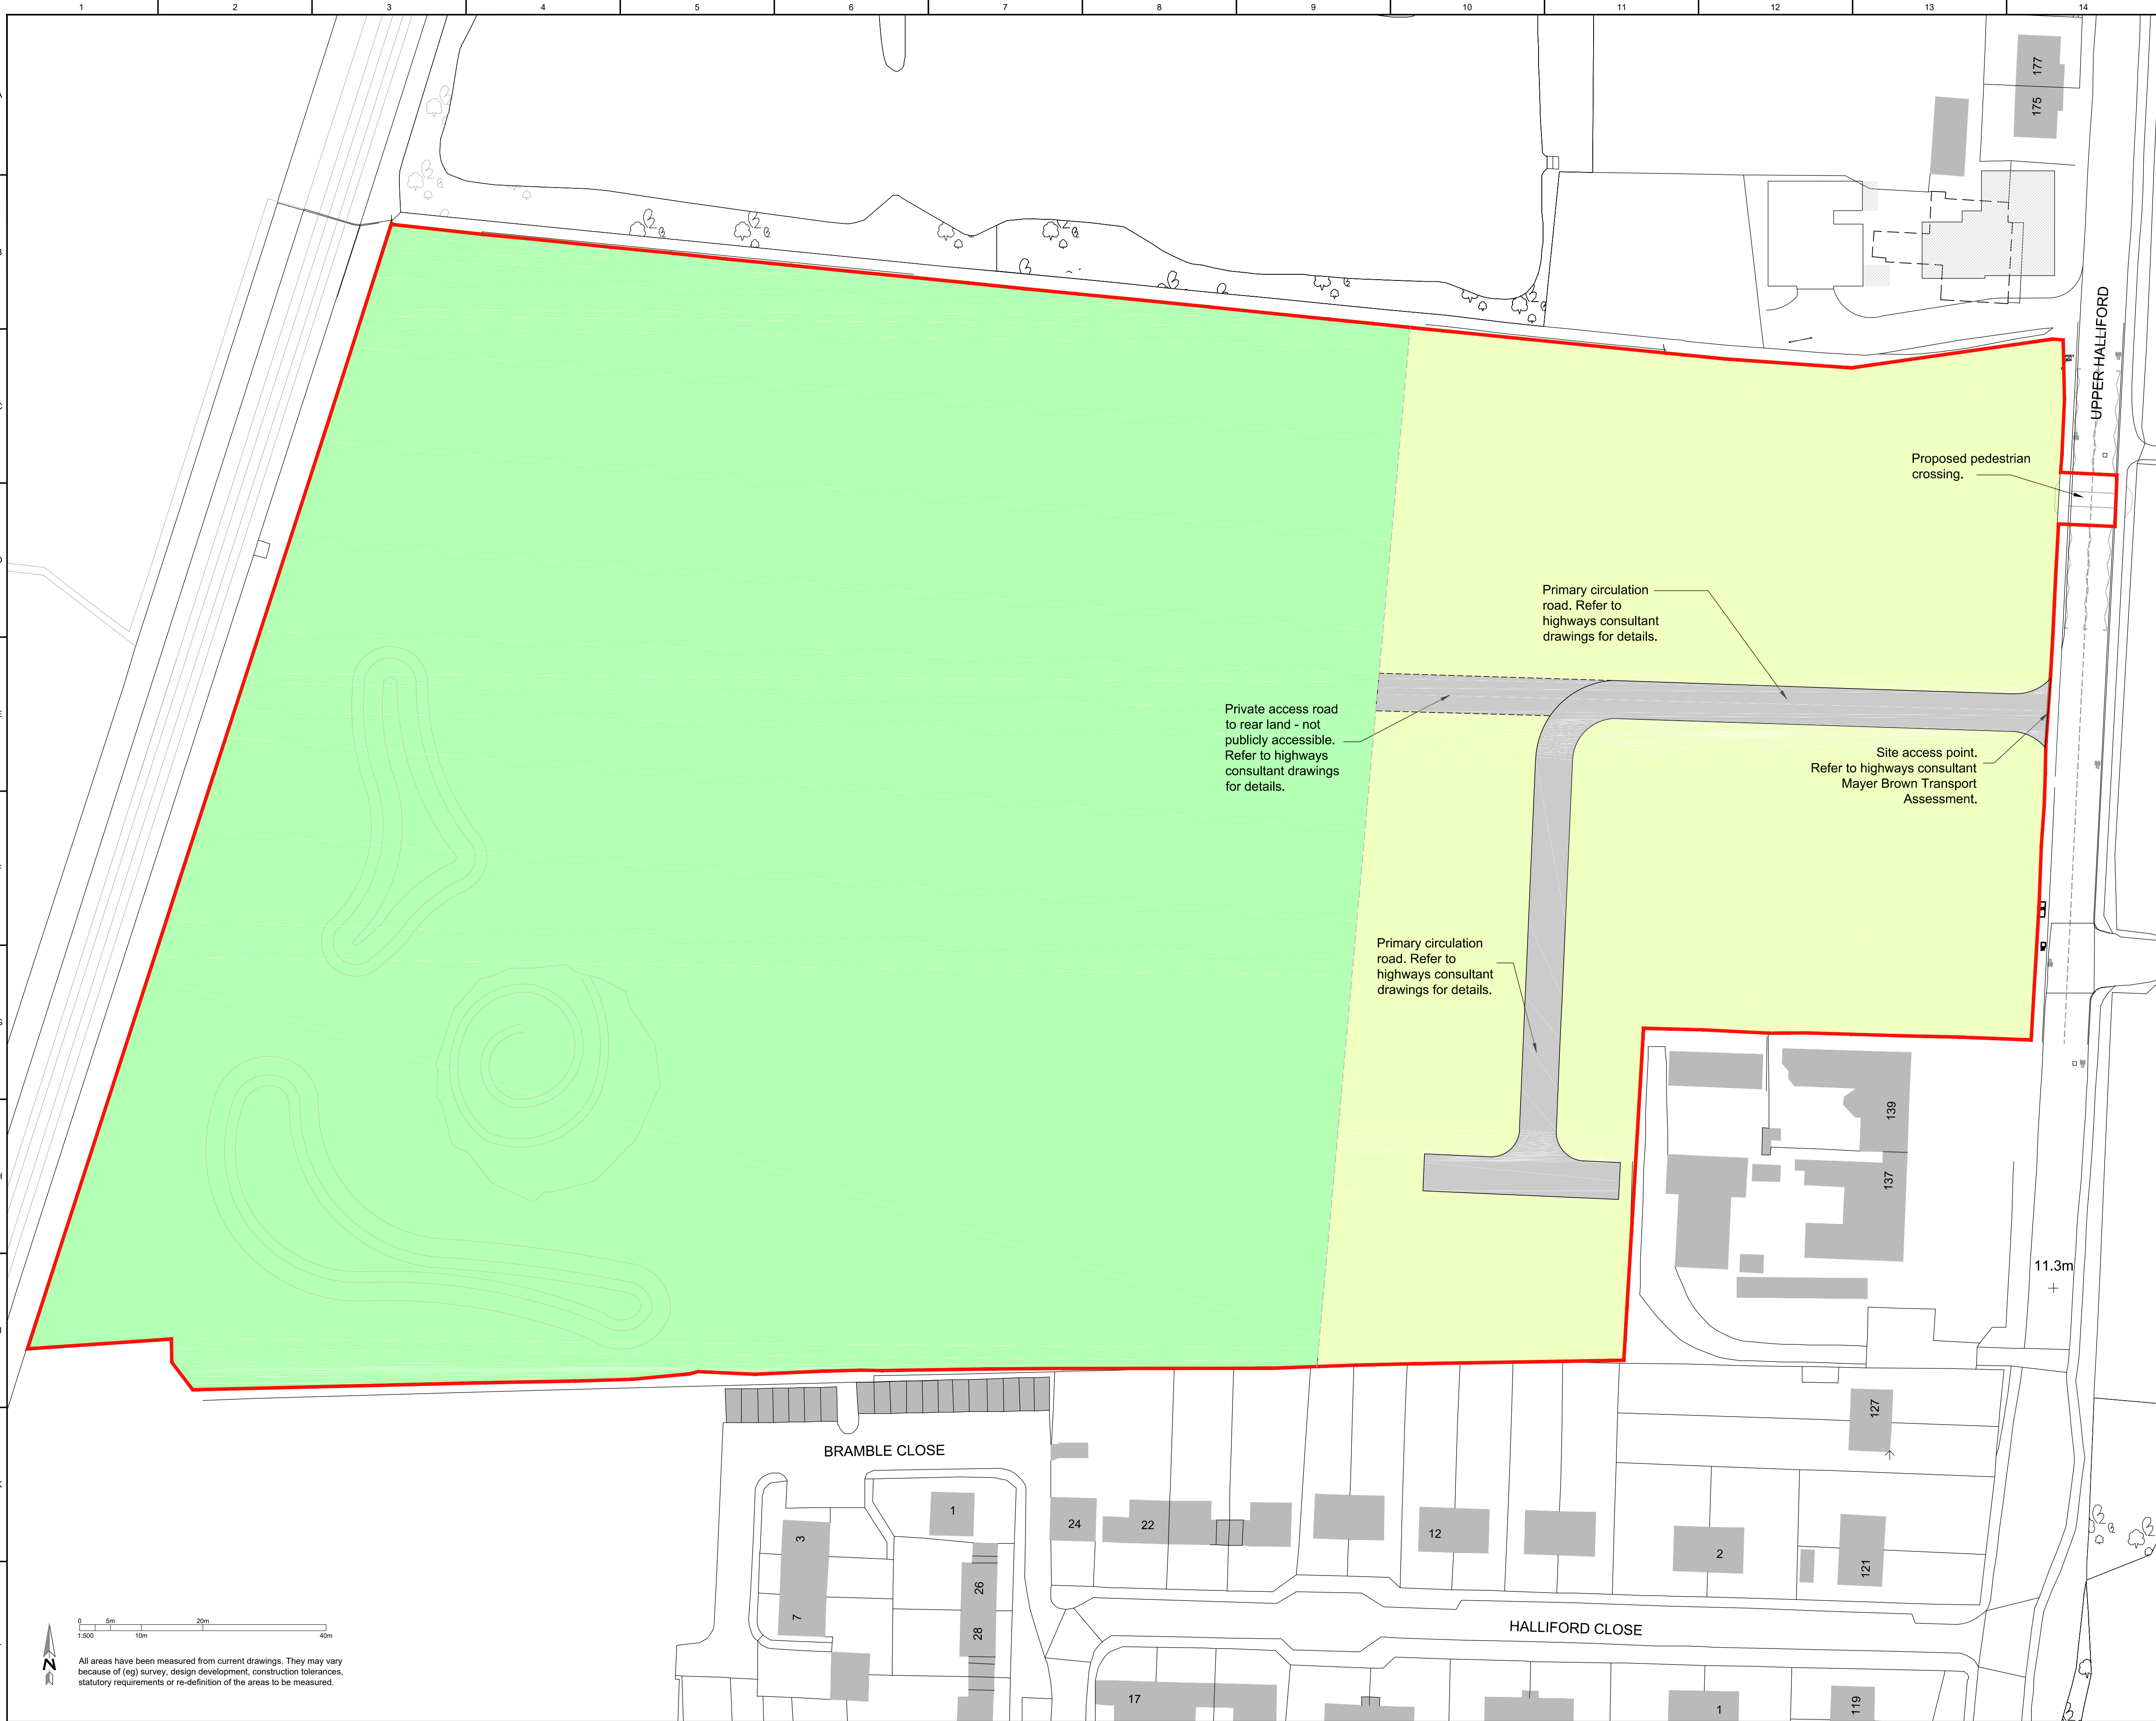 1 2 3 4 5 6 7 8 9 10 11 12 13 14
177
175
UPPER HALLIFORD
Proposed pedestrian
crossing.
Primary circulation
road. Refer to
highways consultant
drawings for details.
Private access road
to rear land - not
publicly accessible.
Refer to highways
consultant drawings
for details.
Site access point.
Refer to highways consultant
Mayer Brown Transport
Assessment.
Primary circulation
road. Refer to
highways consultant
drawings for details.
139
137
11.3m
127
BRAMBLE CLOSE
1
3
7
24
22
12
2
121
26
28
HALLIFORD CLOSE
17
1
119
0 5m 20m
1:500 10m 40m
N
All areas have been measured from current drawings. They may vary
because of (eg) survey, design development, construction tolerances,
statutory requirements or re-definition of the areas to be measured.